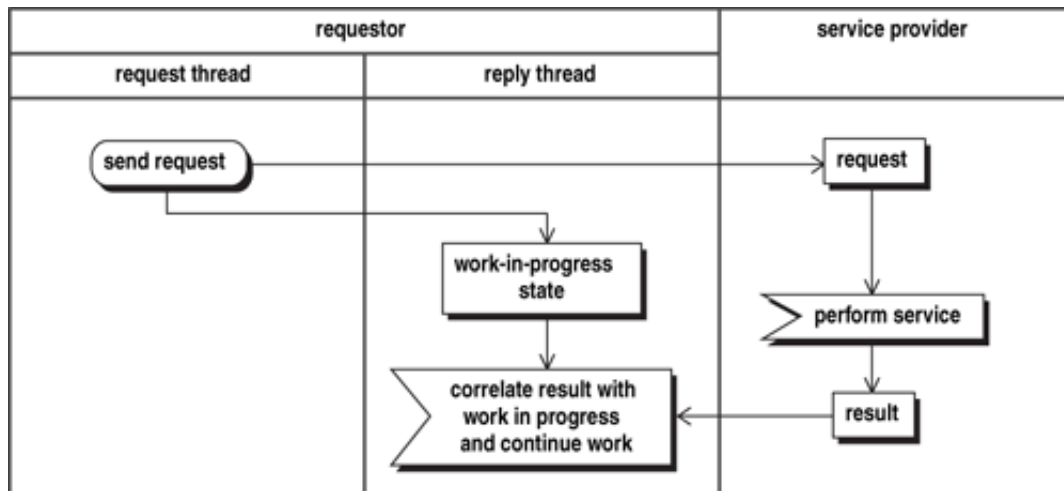 requestor
service provider
request thread
reply thread
send request
request
work-in-progress
state
perform service
correlate result with
work in progress
and continue work
result